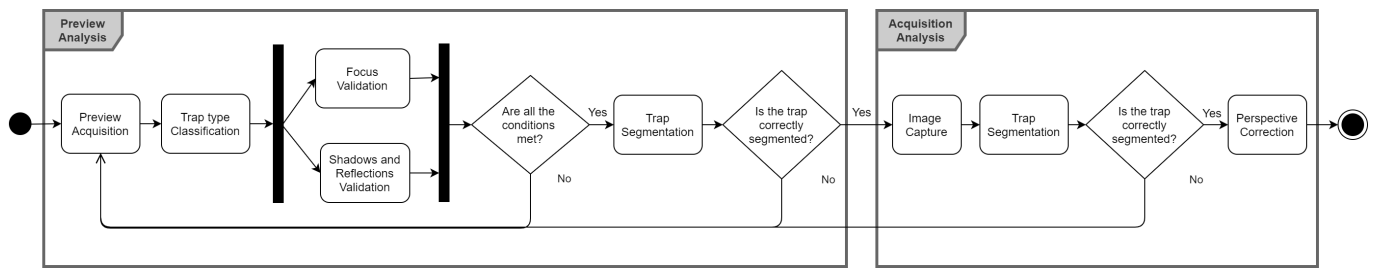 Preview
Analysis
Preview
Acquisition
Trap type
Classification
Focus
Validation
Shadows and
Reflections
Validation
Are all the
conditions
met?
Yes
No
Trap
Segmentation
Is the trap
correctly
segmented?
Yes
No
Acquisition
Analysis
Image
Capture
Trap
Segmentation
Is the trap
correctly
segmented?
Yes
No
Perspective
Correction